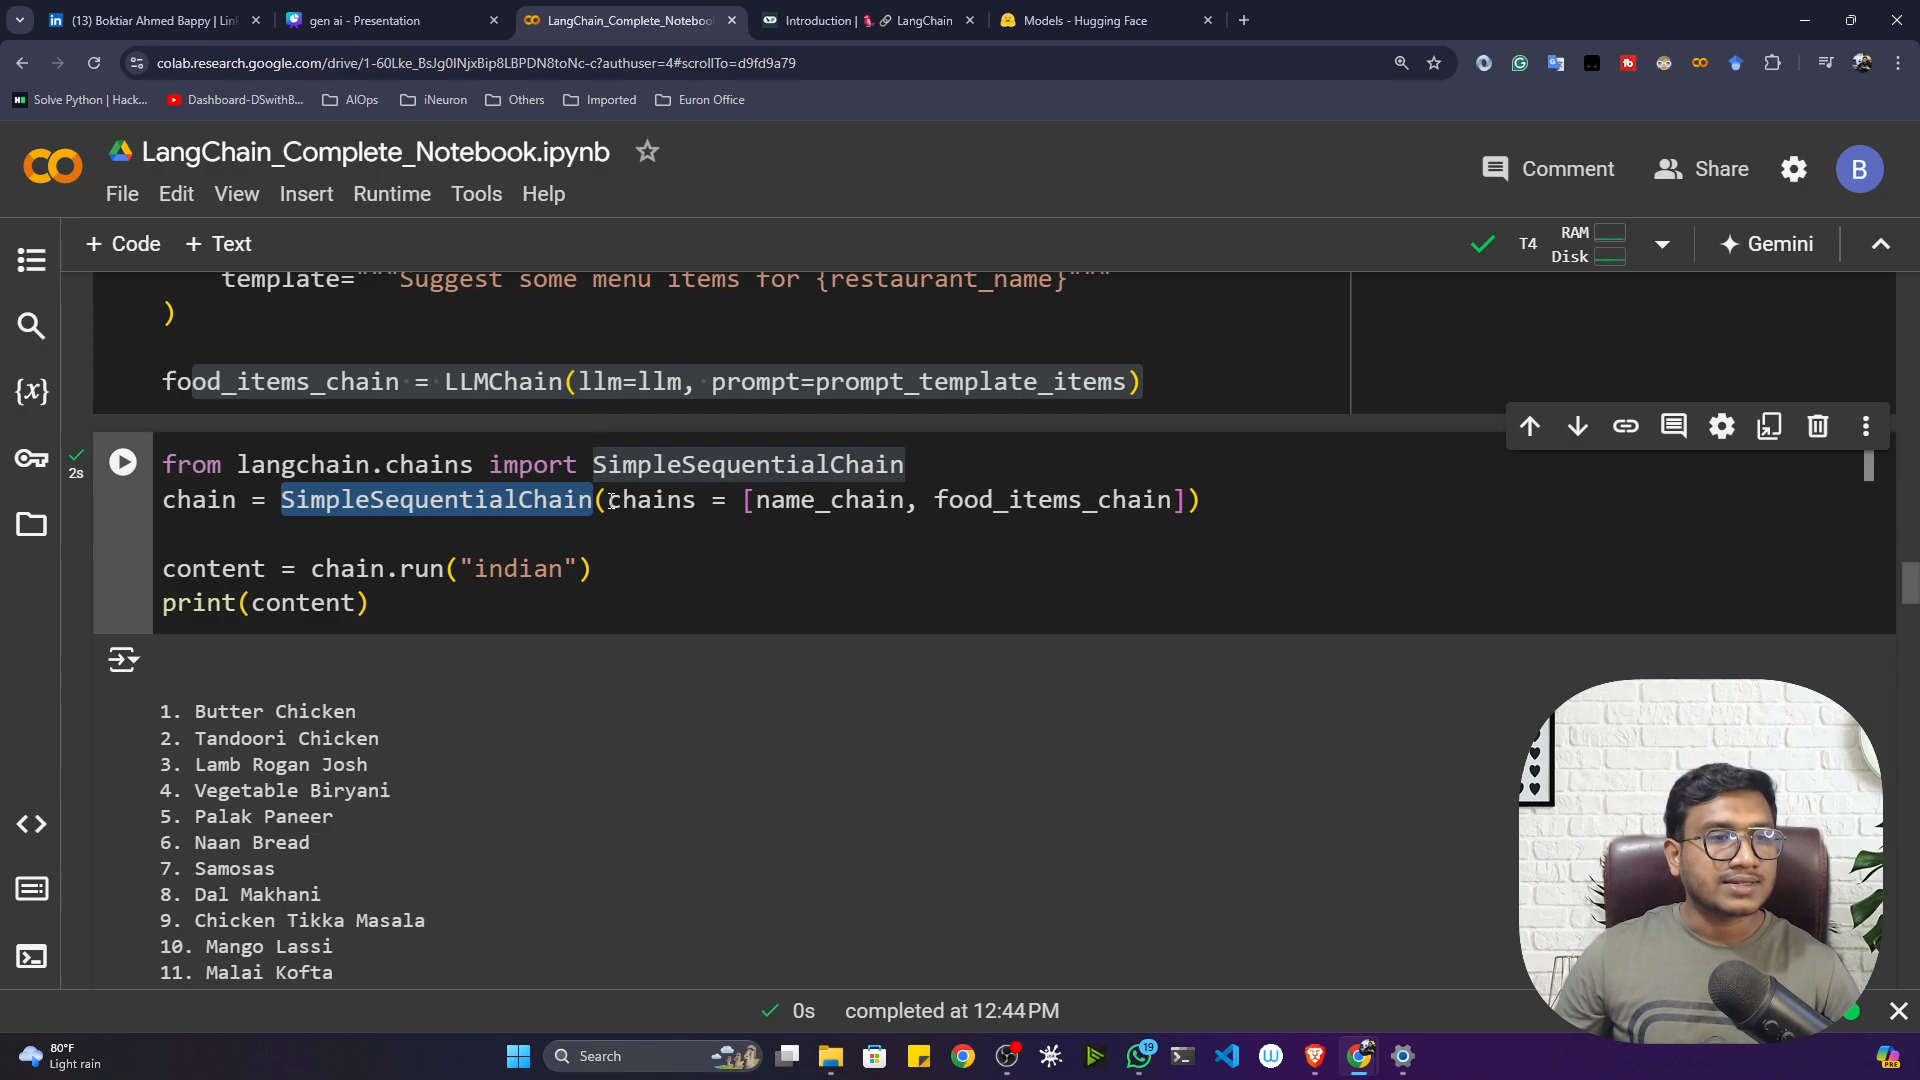 (13) Boktiar Ahmed Bappy | Lin
gen ai - Presentation
LangChain_Complete_Notebook
Introduction | 🦜🔗 LangChain
Models - Hugging Face
colab.research.google.com/drive/1-60Lke_BsJg0lNjxBip8LBPDN8toNc-c?authuser=4#scrollTo=d9fd9a79
Solve Python | Hack...
Dashboard-DSwithB...
AIOps
iNeuron
Others
Imported
Euron Office
LangChain_Complete_Notebook.ipynb
Comment
Share
B
File Edit View Insert Runtime Tools Help
+ Code + Text
T4
RAM
Disk
Gemini
template="""Suggest some menu items for {restaurant_name}"""
)
food_items_chain = LLMChain(llm=llm, prompt=prompt_template_items)
2s
from langchain.chains import SimpleSequentialChain
chain = SimpleSequentialChain(chains = [name_chain, food_items_chain])
content = chain.run("indian")
print(content)
1. Butter Chicken
2. Tandoori Chicken
3. Lamb Rogan Josh
4. Vegetable Biryani
5. Palak Paneer
6. Naan Bread
7. Samosas
8. Dal Makhani
9. Chicken Tikka Masala
10. Mango Lassi
11. Malai Kofta
0s completed at 12:44 PM
80°F
Light rain
Search
19
PRE